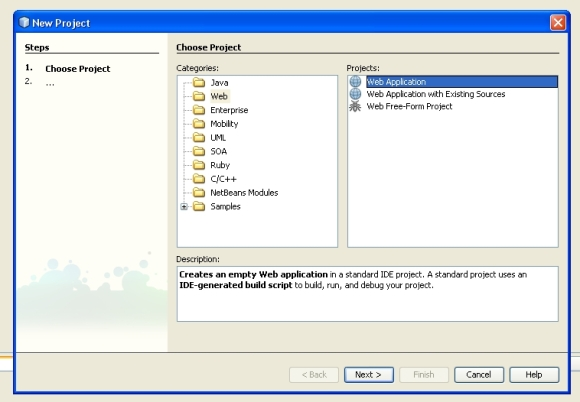 New Project
Steps
1. Choose Project
2. ...
Choose Project
Categories:
Java
Web
Enterprise
Mobility
UML
SOA
Ruby
C/C++
NetBeans Modules
Samples
Projects:
Web Application
Web Application with Existing Sources
Web Free-Form Project
Description:
Creates an empty Web application in a standard IDE project. A standard project uses an
IDE-generated build script to build, run, and debug your project.
< Back Next > Finish Cancel Help